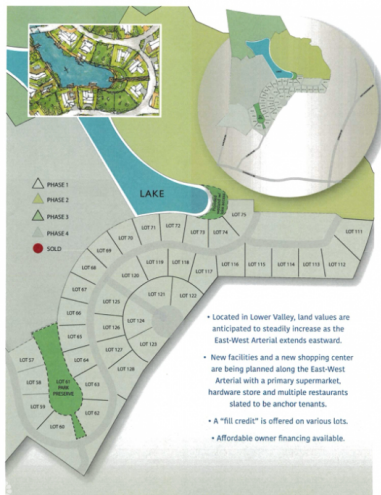 LAKE
PHASE 1
PHASE 2
PHASE 3
PHASE 4
SOLD
LOT 75
LOT 74
LOT 73
LOT 72
LOT 71
LOT 70
LOT 69
LOT 68
LOT 67
LOT 66
LOT 65
LOT 64
LOT 63
LOT 62
LOT 61
PARK
PRESERVE
LOT 60
LOT 59
LOT 58
LOT 57
LOT 111
LOT 112
LOT 113
LOT 114
LOT 115
LOT 116
LOT 117
LOT 118
LOT 119
LOT 120
LOT 121
LOT 122
LOT 123
LOT 124
LOT 125
LOT 126
LOT 127
LOT 128
• Located in Lower Valley, land values are
anticipated to steadily increase as the
East-West Arterial extends eastward.
• New facilities and a new shopping center
are being planned along the East-West
Arterial with a primary supermarket,
hardware store and multiple restaurants
slated to be anchor tenants.
• A "fill credit" is offered on various lots.
• Affordable owner financing available.